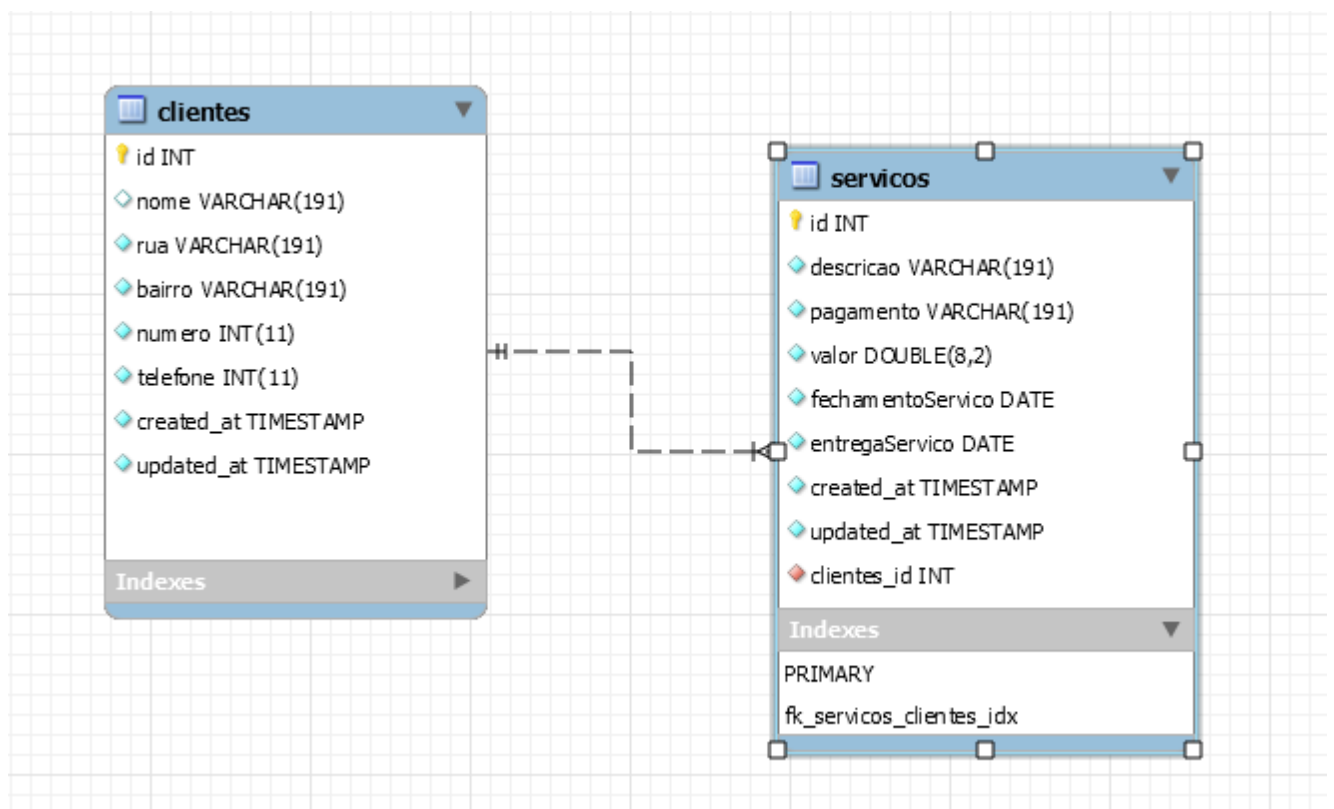 clientes
id INT
nome VARCHAR(191)
rua VARCHAR(191)
bairro VARCHAR(191)
numero INT(11)
telefone INT(11)
created_at TIMESTAMP
updated_at TIMESTAMP
Indexes
servicos
id INT
descricao VARCHAR(191)
pagamento VARCHAR(191)
valor DOUBLE(8,2)
fechamentoServico DATE
entregaServico DATE
created_at TIMESTAMP
updated_at TIMESTAMP
clientes_id INT
Indexes
PRIMARY
fk_servicos_clientes_idx